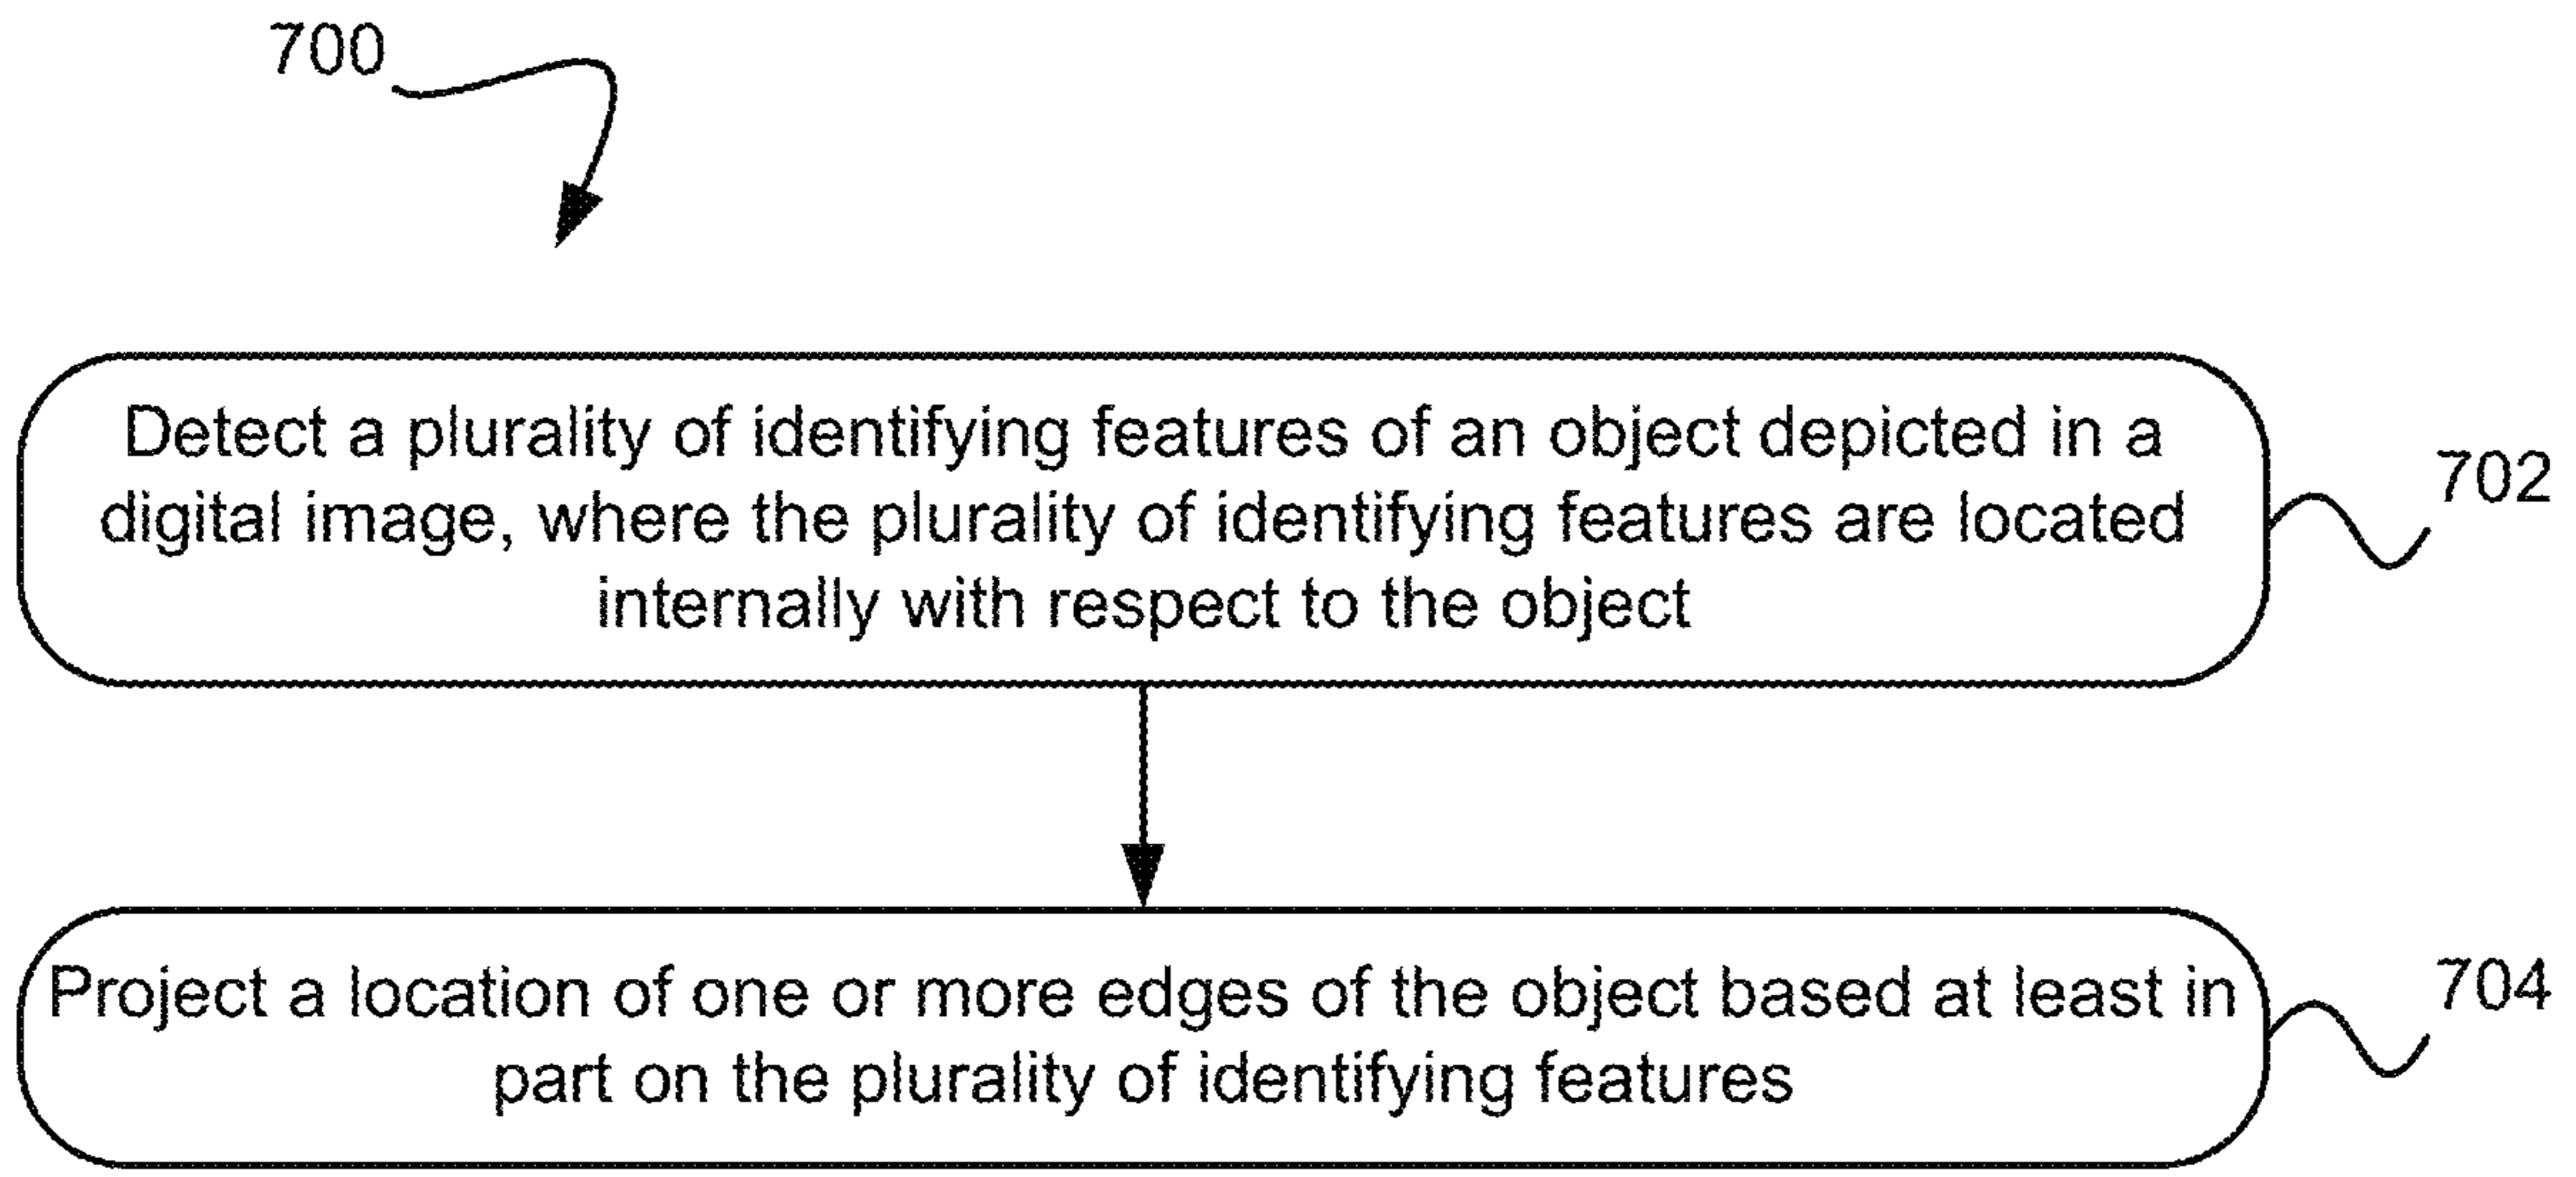 700
Detect a plurality of identifying features of an object depicted in a
digital image, where the plurality of identifying features are located
internally with respect to the object
702
Project a location of one or more edges of the object based at least in
part on the plurality of identifying features
704